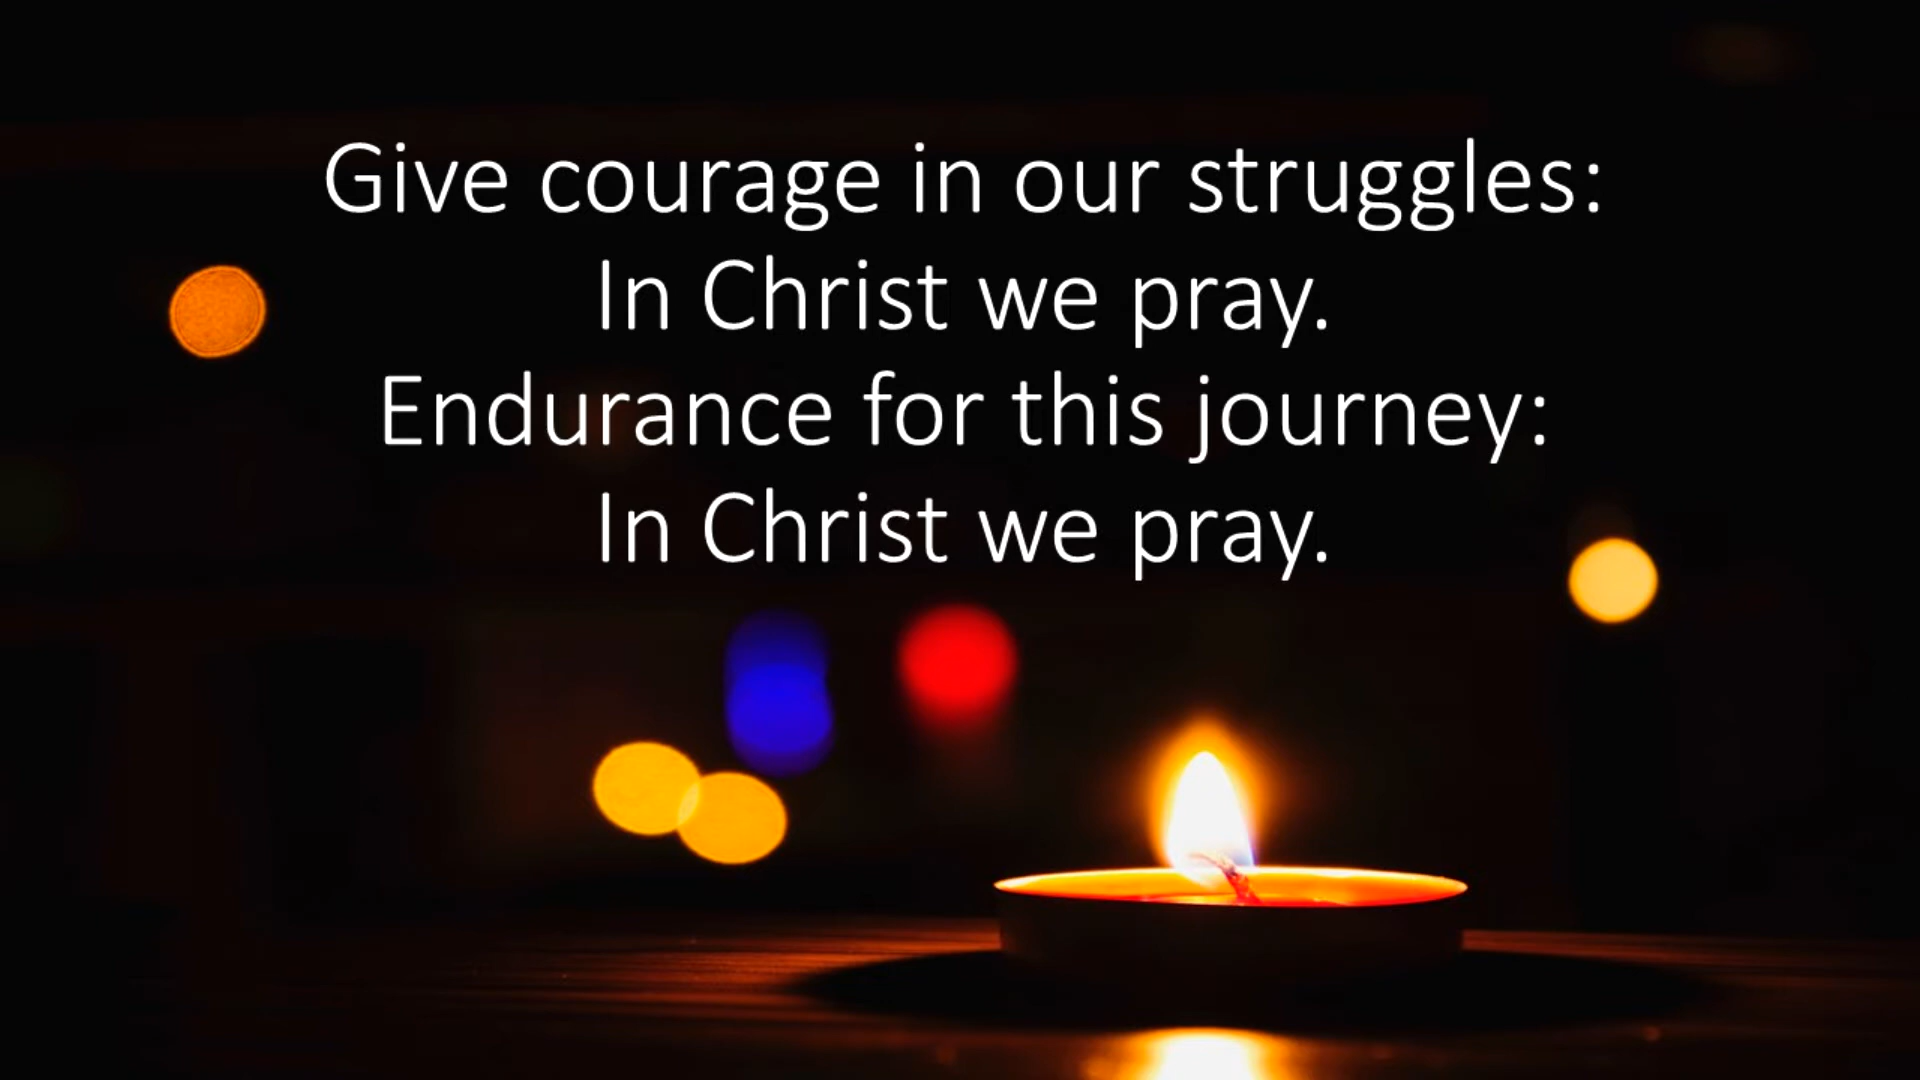 Give courage in our struggles:
In Christ we pray.
Endurance for this journey:
In Christ we pray.